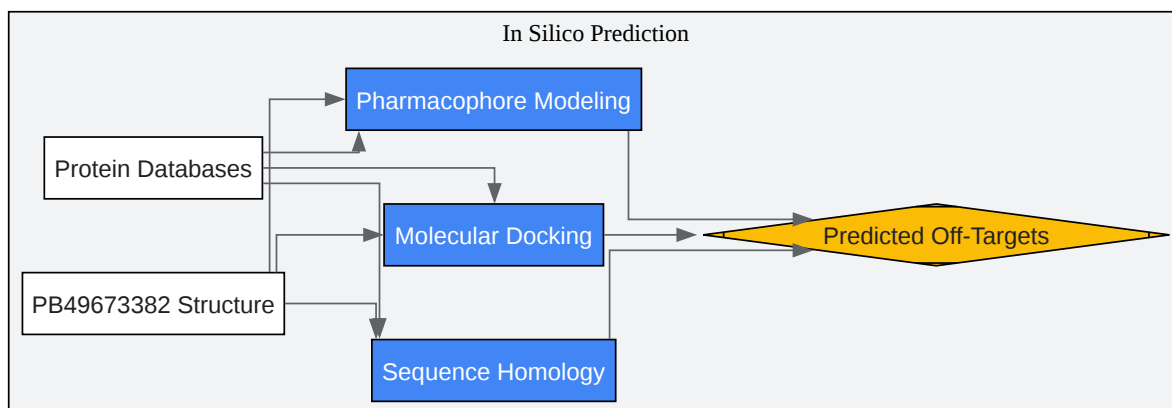 In Silico Prediction
Pharmacophore Modeling
Protein Databases
Molecular Docking
Predicted Off-Targets
PB49673382 Structure
Sequence Homology